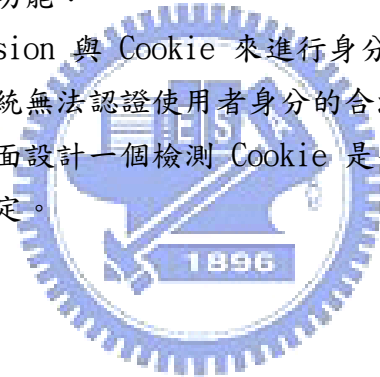 功能。
sion 與 Cookie 來進行身分
統無法認證使用者身分的合
面設計一個檢測 Cookie 是
定。
ES
1896